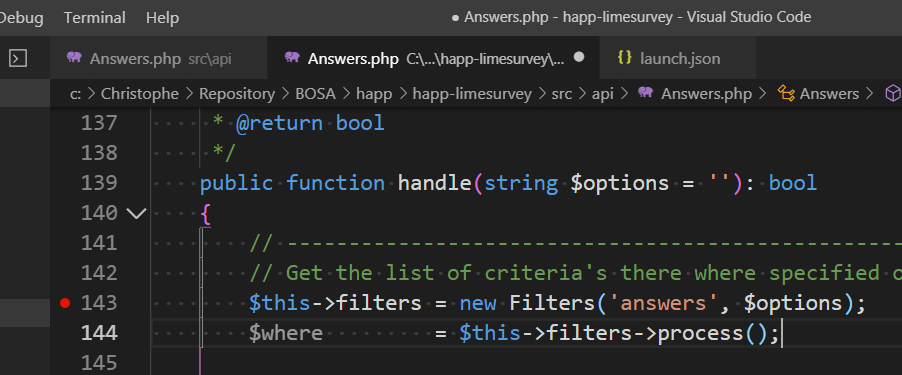 Debug Terminal Help ● Answers.php - happ-limesurvey - Visual Studio Code
Answers.php src\api Answers.php C:\...\happ-limesurvey\... ● {} launch.json
c: > Christophe > Repository > BOSA > happ > happ-limesurvey > src > api > Answers.php > Answers >
137 * @return bool
138 */
139 public function handle(string $options = ''): bool
140 {
141 // --------------------------------------------------
142 // Get the list of criteria's there where specified
143 $this->filters = new Filters('answers', $options);
144 $where = $this->filters->process();
145